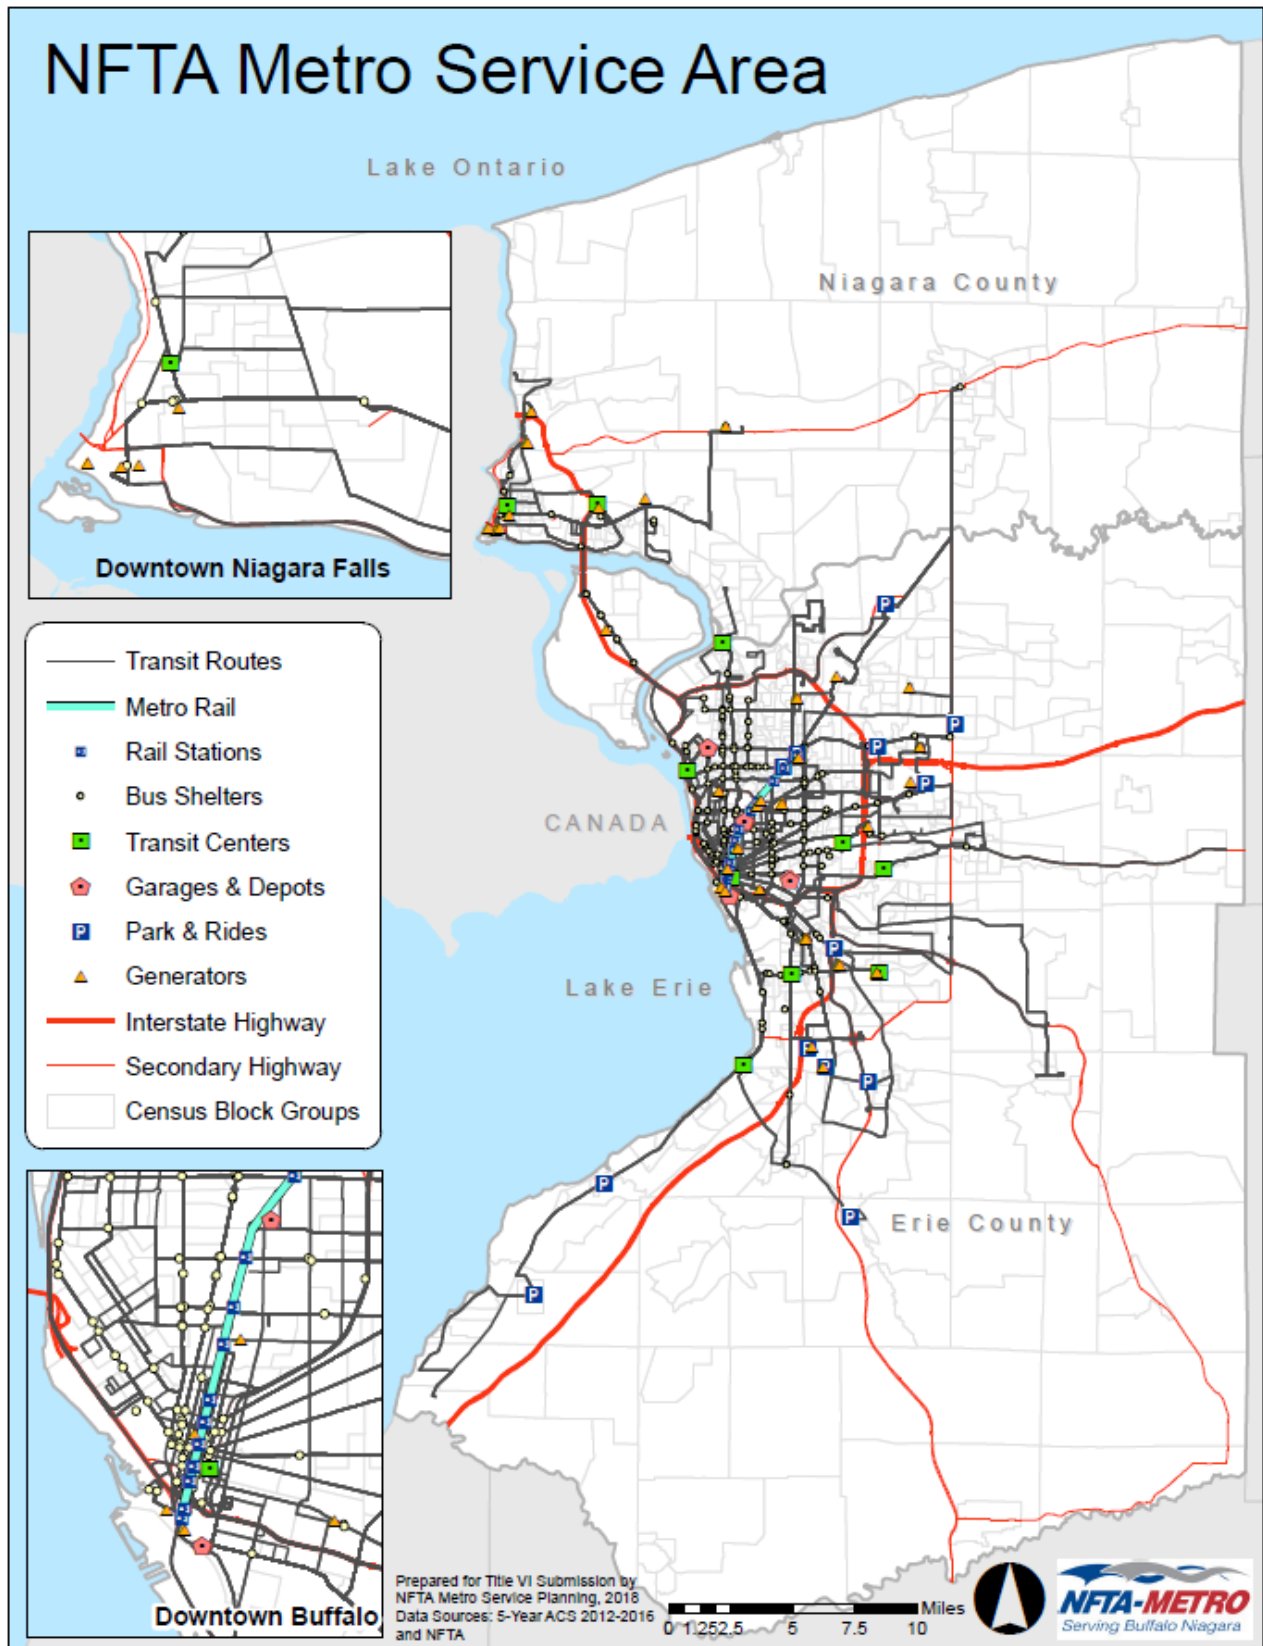 NFTA Metro Service Area
Lake Ontario
Niagara County
Downtown Niagara Falls
Transit Routes
Metro Rail
Rail Stations
Bus Shelters
Transit Centers
Garages & Depots
P Park & Rides
Generators
Interstate Highway
Secondary Highway
Census Block Groups
P
P
P
P
P
P
P
CANADA
Lake Erie
P
P
P
P
P
P
P
Erie County
Downtown Buffalo
Prepared for Title VI Submission by
NFTA Metro Service Planning, 2018
Data Sources: 5-Year ACS 2012-2016
and NFTA
0 1.252.5 5 7.5 10 Miles
NFTA-METRO
Serving Buffalo Niagara